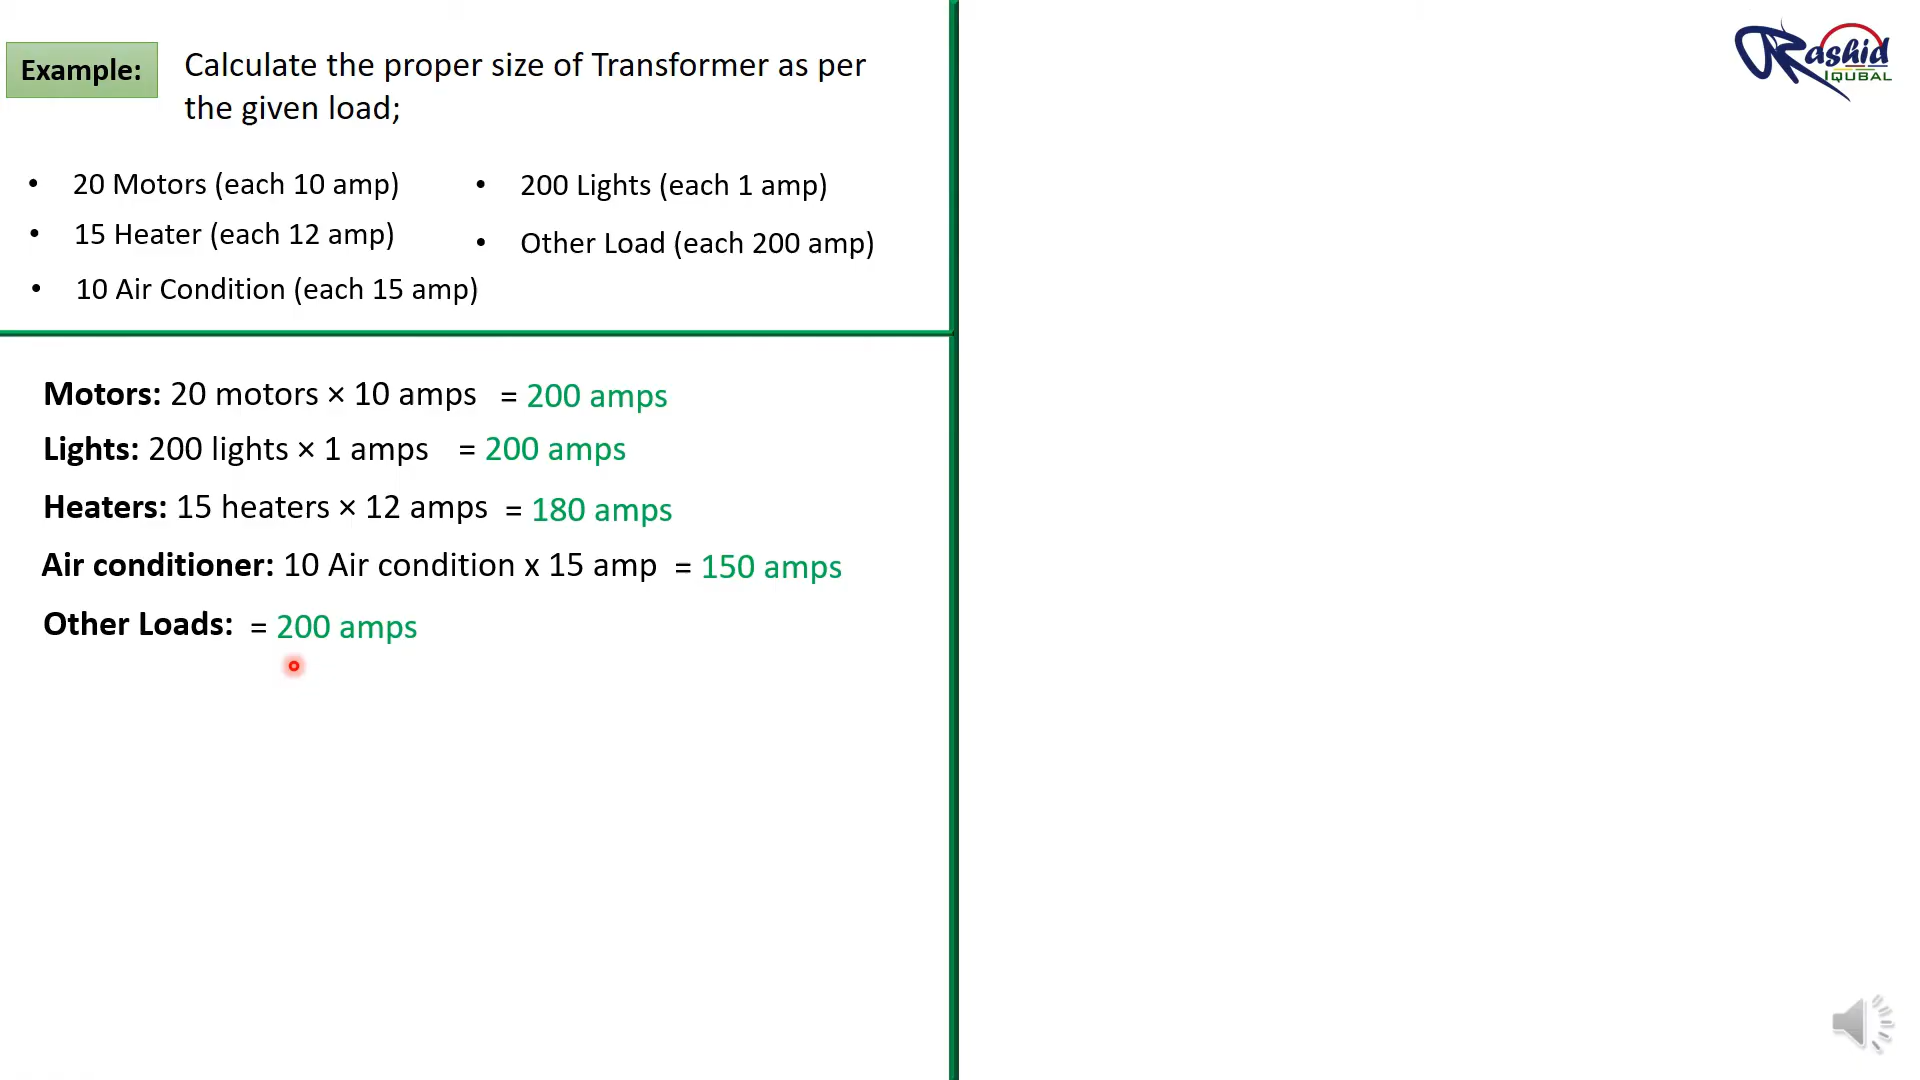 Example:
Calculate the proper size of Transformer as per
the given load;
• 20 Motors (each 10 amp)
• 15 Heater (each 12 amp)
• 10 Air Condition (each 15 amp)
• 200 Lights (each 1 amp)
• Other Load (each 200 amp)
Motors: 20 motors × 10 amps = 200 amps
Lights: 200 lights × 1 amps = 200 amps
Heaters: 15 heaters × 12 amps = 180 amps
Air conditioner: 10 Air condition x 15 amp = 150 amps
Other Loads: = 200 amps
Rashid
IQUBAL